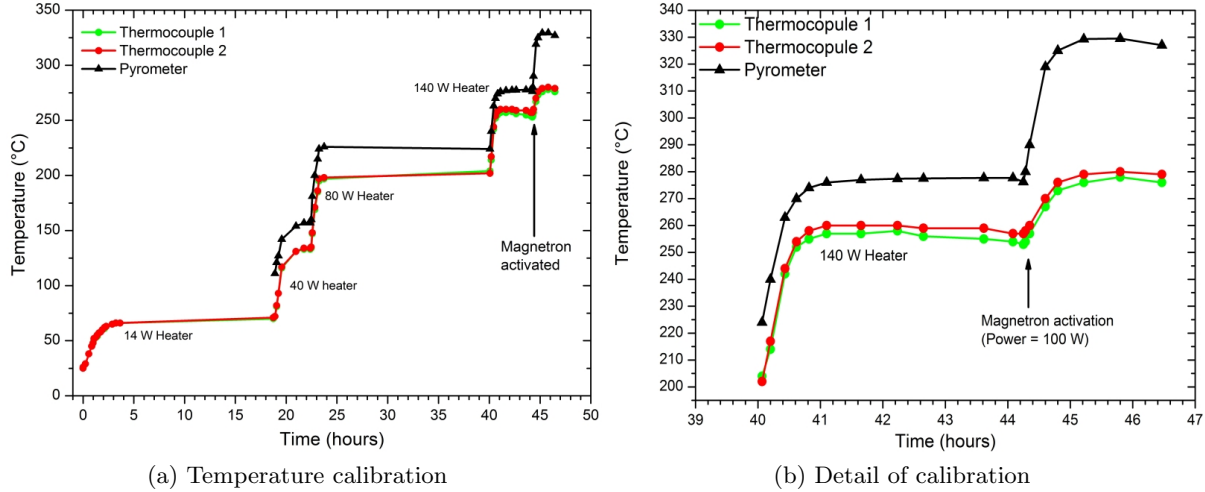 (a)
Thermocouple 1
Thermocouple 2
Pyrometer
140 W Heater
80 W Heater
40 W heater
14 W Heater
Magnetron
activated
Temperature (°C)
350
300
250
200
150
100
50
0
0 5 10 15 20 25 30 35 40 45 50
Time (hours)
(a) Temperature calibration
(b)
Thermocopule 1
Thermocopule 2
Pyrometer
140 W Heater
Magnetron activation
(Power = 100 W)
Temperature (°C)
340
330
320
310
300
290
280
270
260
250
240
230
220
210
200
39 40 41 42 43 44 45 46 47
Time (hours)
(b) Detail of calibration